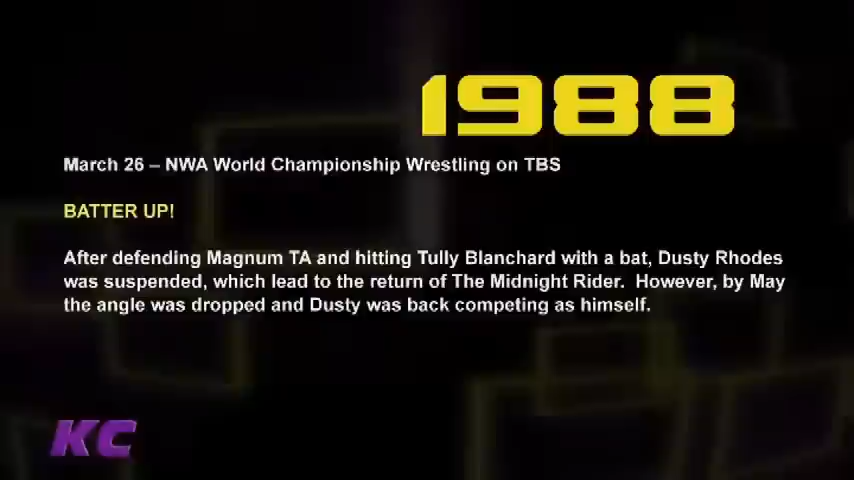 1988
March 26 – NWA World Championship Wrestling on TBS
BATTER UP!
After defending Magnum TA and hitting Tully Blanchard with a bat, Dusty Rhodes
was suspended, which lead to the return of The Midnight Rider.  However, by May
the angle was dropped and Dusty was back competing as himself.
KC